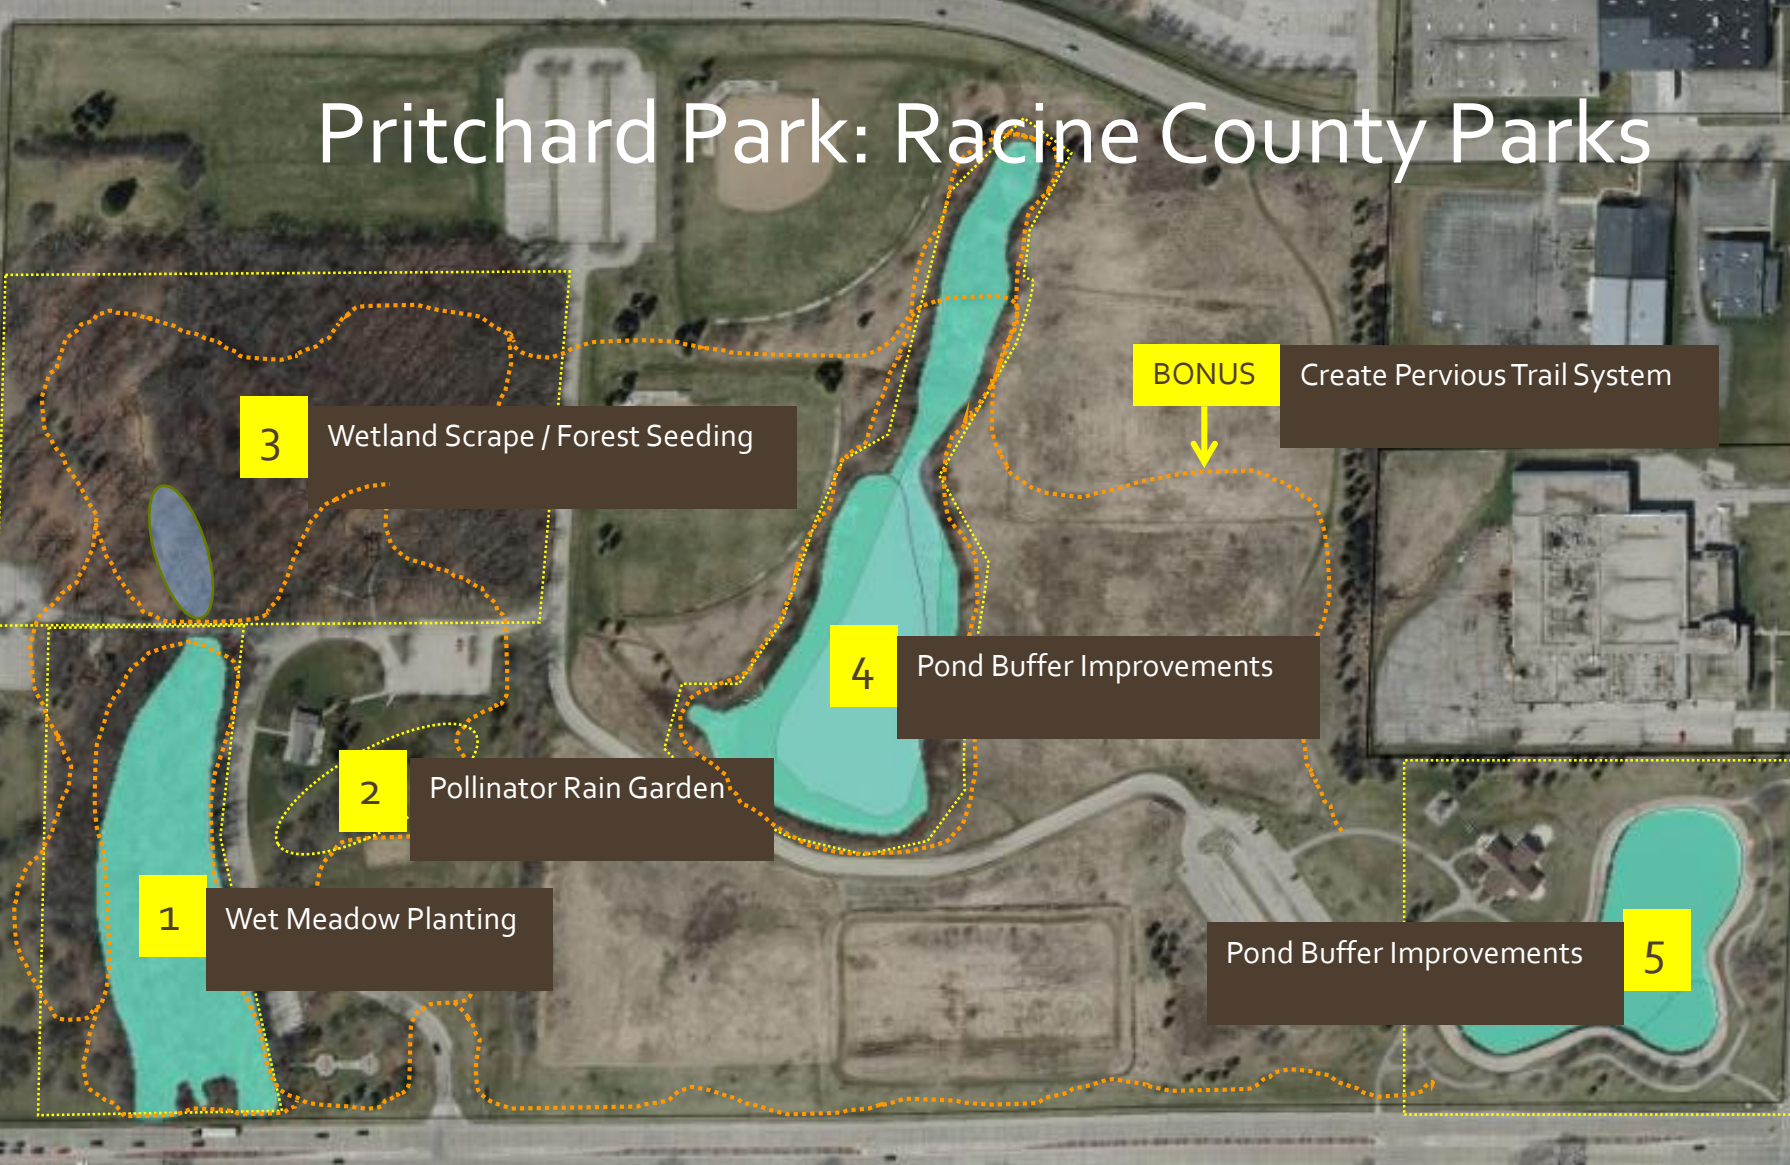 Pritchard Park: Racine County Parks
BONUS
Create Pervious Trail System
3
Wetland Scrape / Forest Seeding
4
Pond Buffer Improvements
2
Pollinator Rain Garden
1
Wet Meadow Planting
Pond Buffer Improvements
5